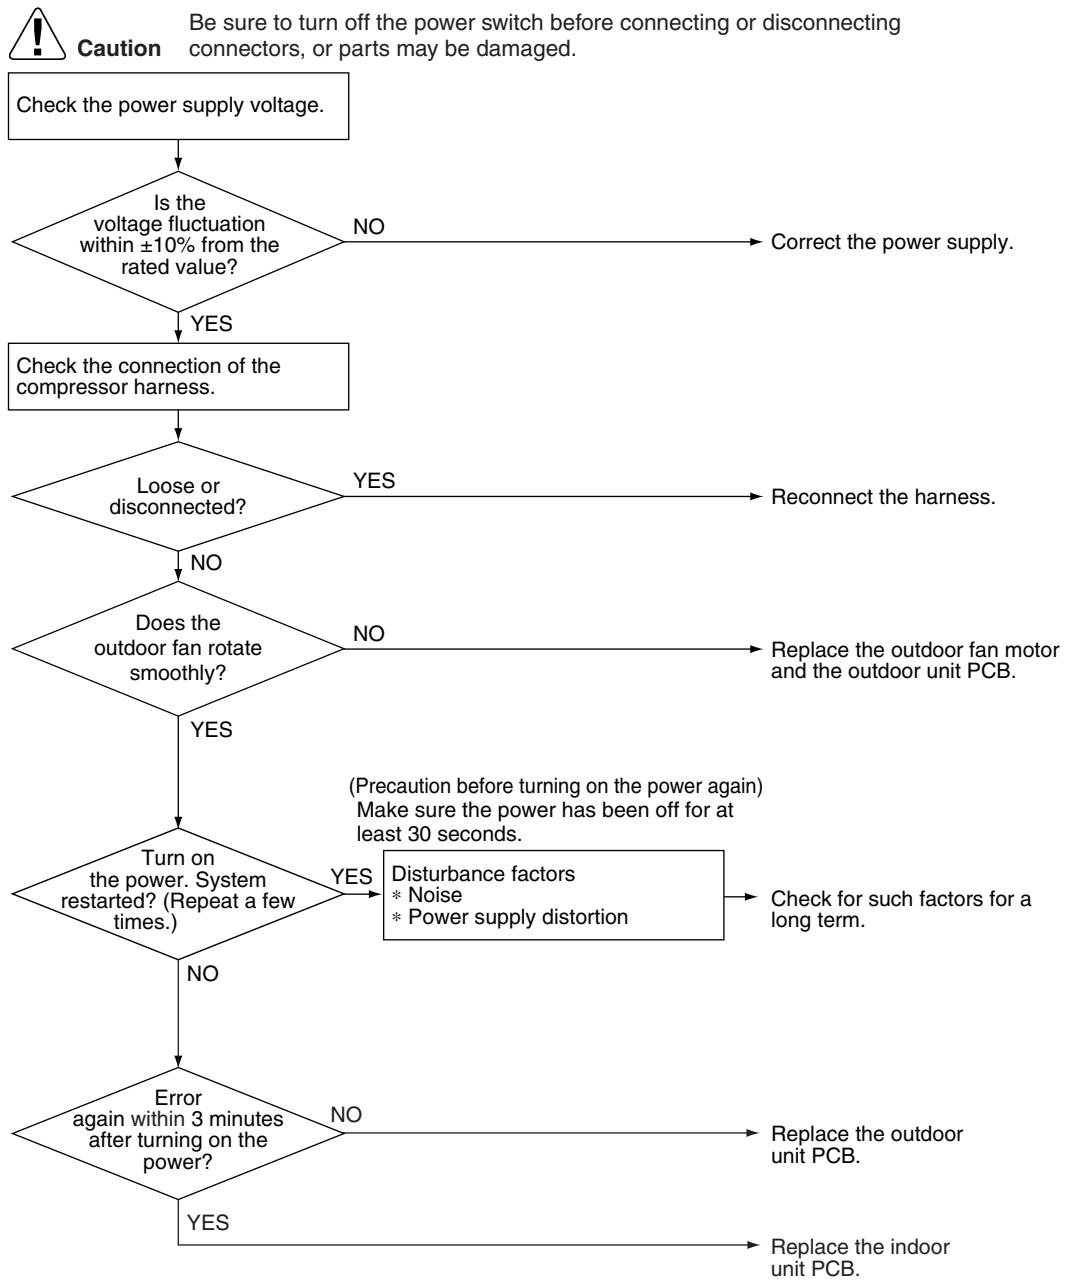 Be sure to turn off the power switch before connecting or disconnecting
Caution connectors, or parts may be damaged.
Check the power supply voltage.
Is the
voltage fluctuation
within ±10% from the
rated value?
NO
Correct the power supply.
YES
Check the connection of the
compressor harness.
Loose or
disconnected?
YES
Reconnect the harness.
NO
Does the
outdoor fan rotate
smoothly?
NO
Replace the outdoor fan motor
and the outdoor unit PCB.
YES
(Precaution before turning on the power again)
Make sure the power has been off for at
least 30 seconds.
Turn on
the power. System
restarted? (Repeat a few
times.)
YES
Disturbance factors
* Noise
* Power supply distortion
Check for such factors for a
long term.
NO
Error
again within 3 minutes
after turning on the
power?
NO
Replace the outdoor
unit PCB.
YES
Replace the indoor
unit PCB.